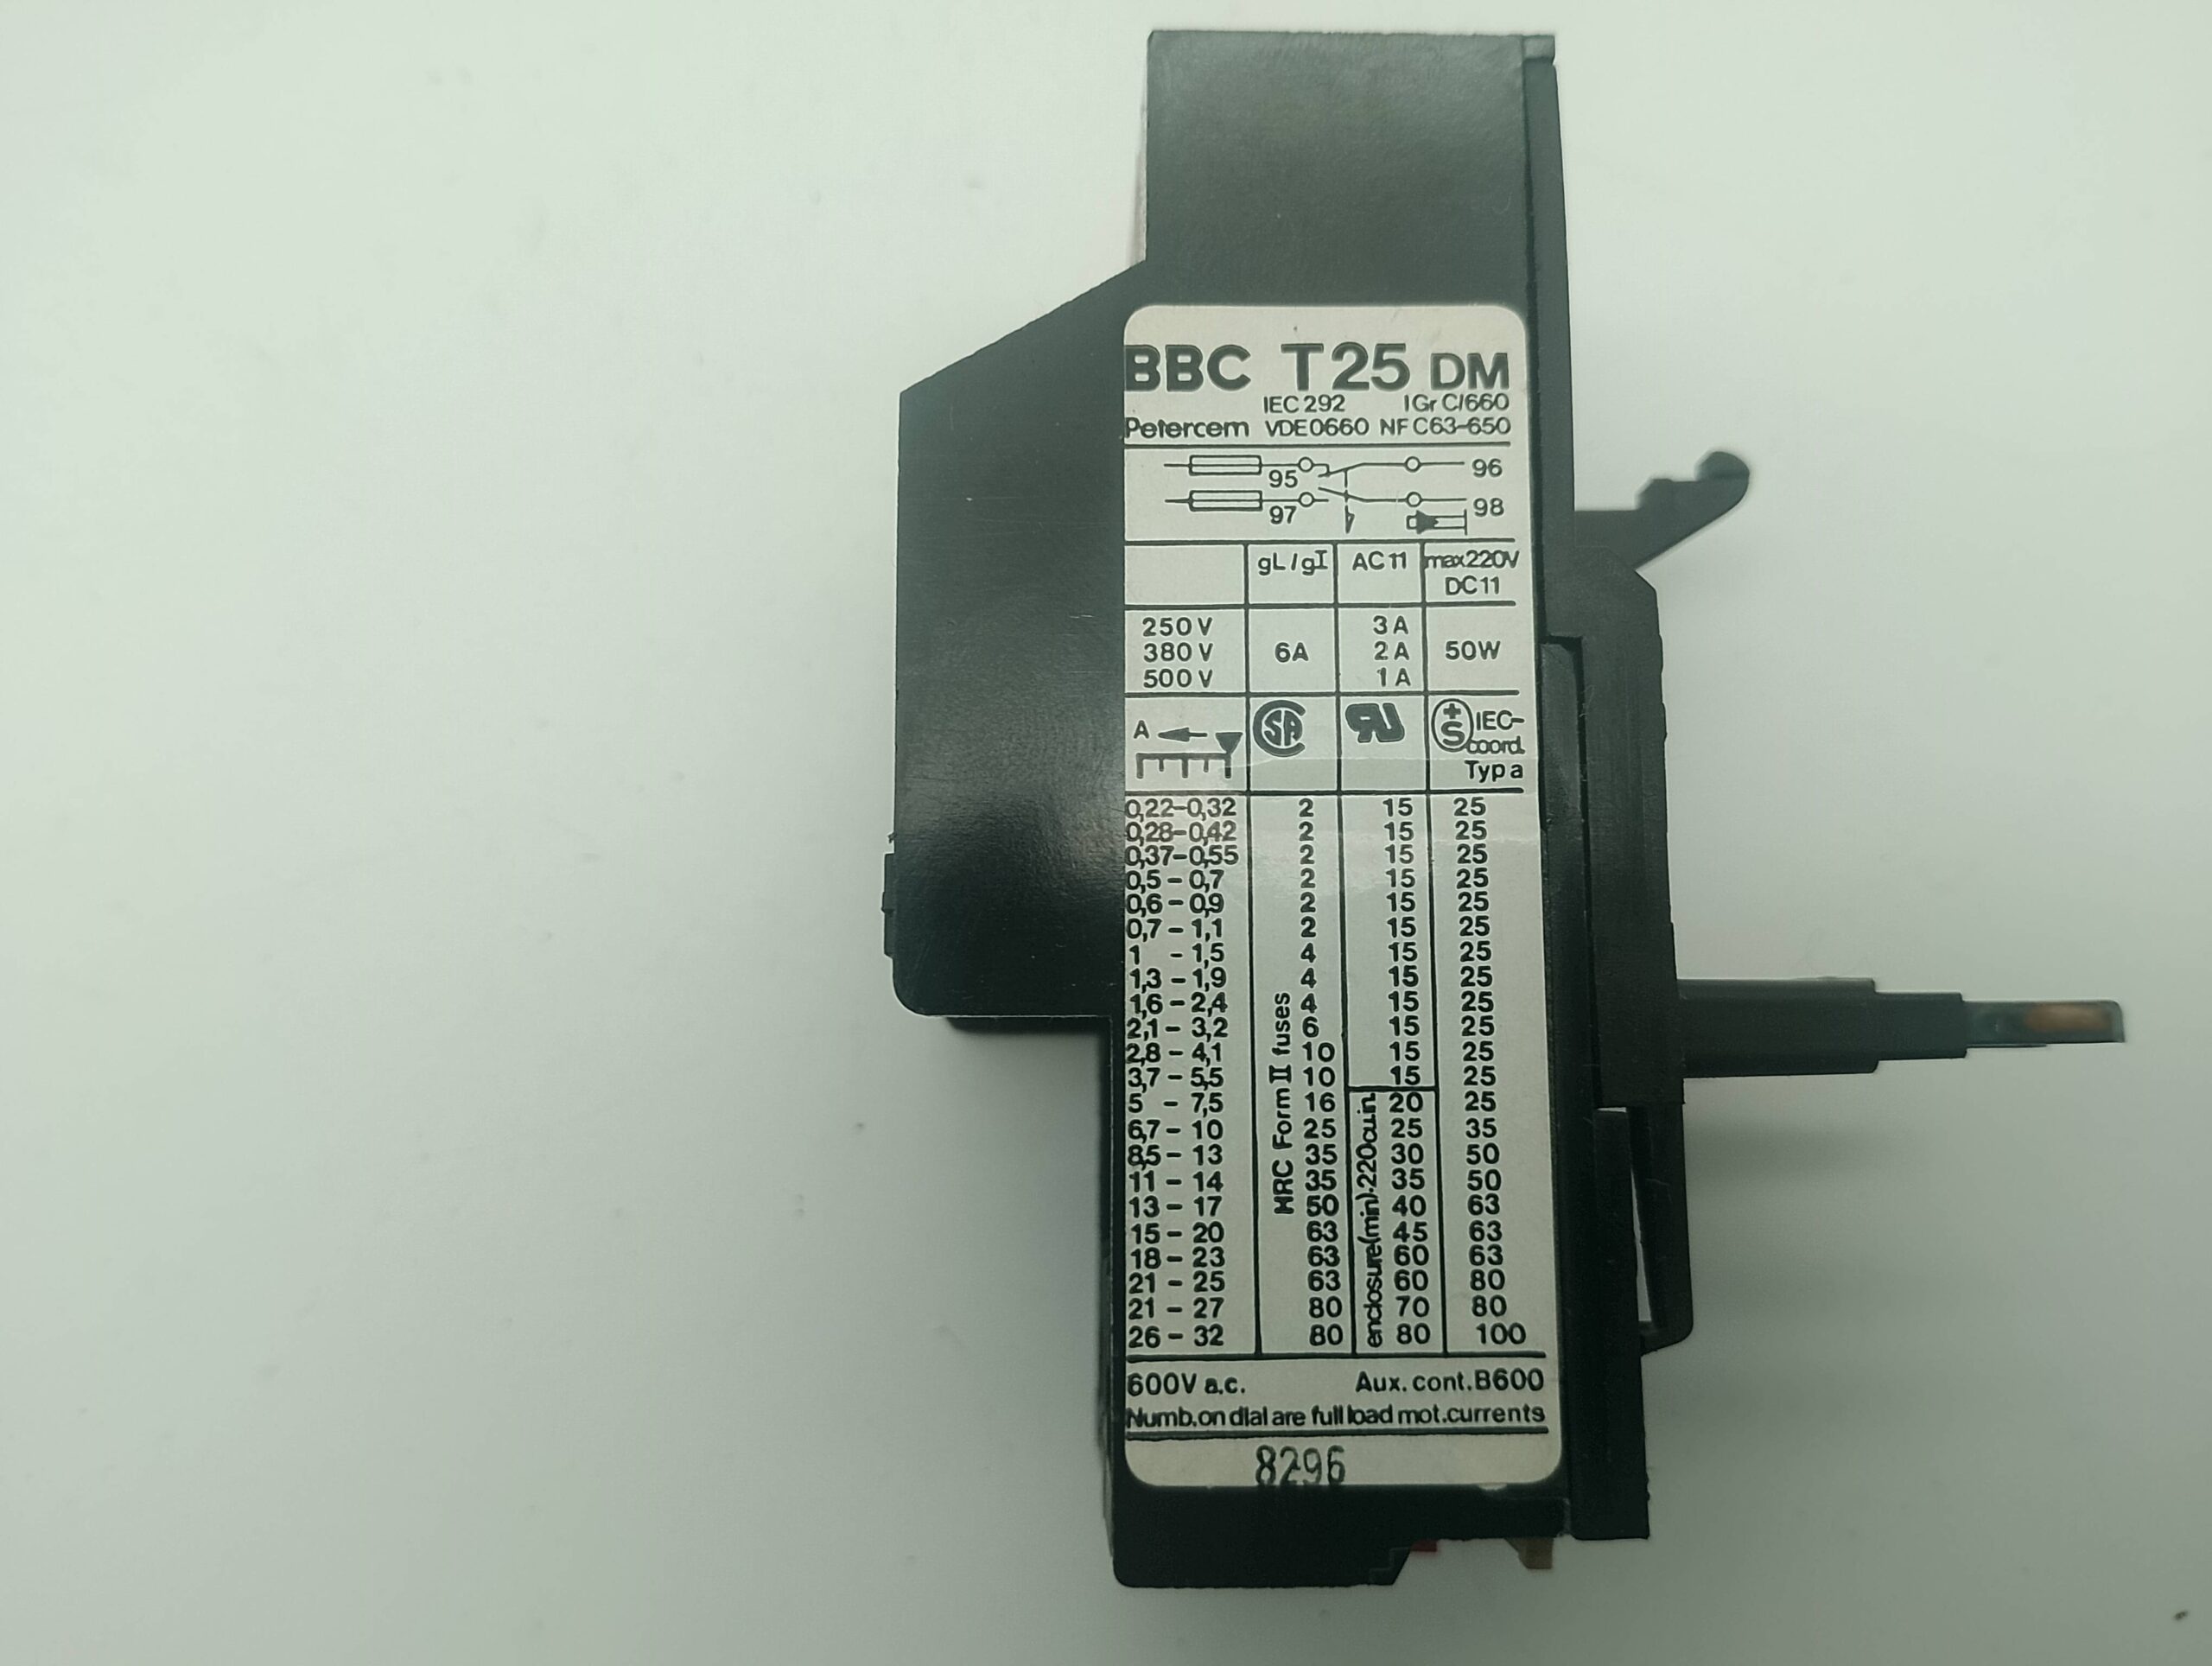 BBC T25 DM
IEC 292 IGr C/660
Petercem VDE0660 NF C63-650
95 96
97 98
gL/gI AC11 max220V
DC11
250V 3A
380V 6A 2A 50W
500V 1A
A SA IEC-
S coord.
Typ a
0,22-0,32 2 15 25
0,28-0,42 2 15 25
0,37-0,55 2 15 25
0,5-0,7 2 15 25
0,6-0,9 2 15 25
0,7-1,1 2 15 25
1 -1,5 4 15 25
1,3-1,9 4 15 25
1,6-2,4 4 15 25
2,1-3,2 6 15 25
2,8-4,1 10 15 25
3,7-5,5 10 15 25
5 -7,5 16 20 25
6,7-10 25 25 35
8,5-13 35 30 50
11-14 35 35 50
13-17 50 40 63
15-20 63 45 63
18-23 63 60 63
21-25 63 60 80
21-27 80 70 80
26-32 80 80 100
HRC Form II fuses
enclosure(min).220cu.in.
600V a.c. Aux. cont.B600
Numb.on dial are full load mot.currents
8296